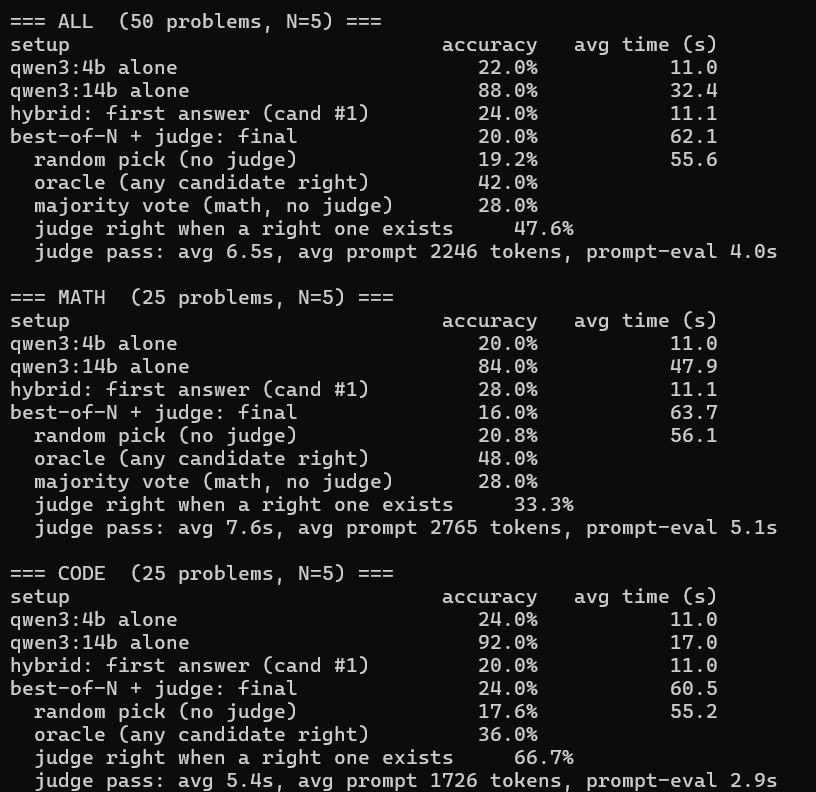 === ALL  (50 problems, N=5) ===
setup                                    accuracy   avg time (s)
qwen3:4b alone                              22.0%           11.0
qwen3:14b alone                             88.0%           32.4
hybrid: first answer (cand #1)              24.0%           11.1
best-of-N + judge: final                    20.0%           62.1
  random pick (no judge)                    19.2%           55.6
  oracle (any candidate right)              42.0%
  majority vote (math, no judge)            28.0%
  judge right when a right one exists     47.6%
  judge pass: avg 6.5s, avg prompt 2246 tokens, prompt-eval 4.0s

=== MATH  (25 problems, N=5) ===
setup                                    accuracy   avg time (s)
qwen3:4b alone                              20.0%           11.0
qwen3:14b alone                             84.0%           47.9
hybrid: first answer (cand #1)              28.0%           11.1
best-of-N + judge: final                    16.0%           63.7
  random pick (no judge)                    20.8%           56.1
  oracle (any candidate right)              48.0%
  majority vote (math, no judge)            28.0%
  judge right when a right one exists     33.3%
  judge pass: avg 7.6s, avg prompt 2765 tokens, prompt-eval 5.1s

=== CODE  (25 problems, N=5) ===
setup                                    accuracy   avg time (s)
qwen3:4b alone                              24.0%           11.0
qwen3:14b alone                             92.0%           17.0
hybrid: first answer (cand #1)              20.0%           11.0
best-of-N + judge: final                    24.0%           60.5
  random pick (no judge)                    17.6%           55.2
  oracle (any candidate right)              36.0%
  judge right when a right one exists     66.7%
  judge pass: avg 5.4s, avg prompt 1726 tokens, prompt-eval 2.9s